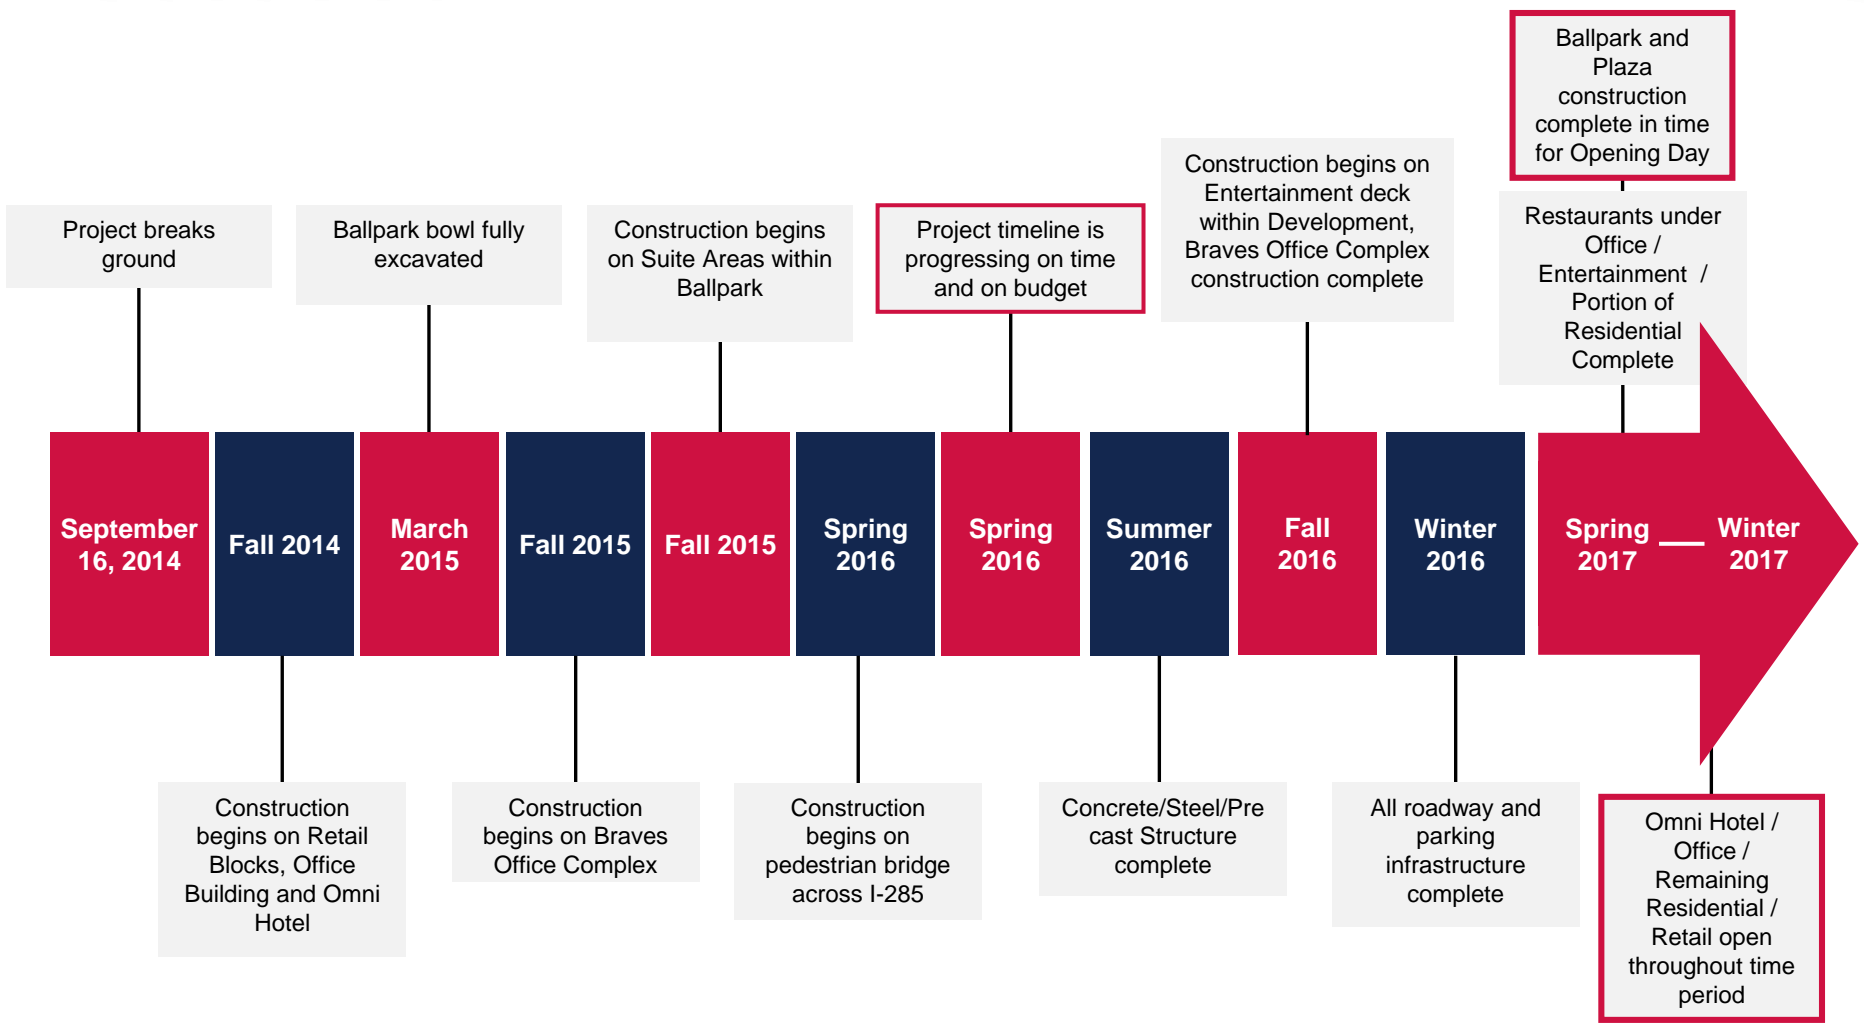 Ballpark and
Plaza
construction
complete in time
for Opening Day
Project breaks
ground
Ballpark bowl fully
excavated
Construction begins
on Suite Areas within
Ballpark
Project timeline is
progressing on time
and on budget
Construction begins on
Entertainment deck
within Development,
Braves Office Complex
construction complete
Restaurants under
Office /
Entertainment /
Portion of
Residential
Complete
September
16, 2014
Fall 2014
March
2015
Fall 2015
Fall 2015
Spring
2016
Spring
2016
Summer
2016
Fall
2016
Winter
2016
Spring
2017
—
Winter
2017
Construction
begins on Retail
Blocks, Office
Building and Omni
Hotel
Construction
begins on Braves
Office Complex
Construction
begins on
pedestrian bridge
across I-285
Concrete/Steel/Pre
cast Structure
complete
All roadway and
parking
infrastructure
complete
Omni Hotel /
Office /
Remaining
Residential /
Retail open
throughout time
period